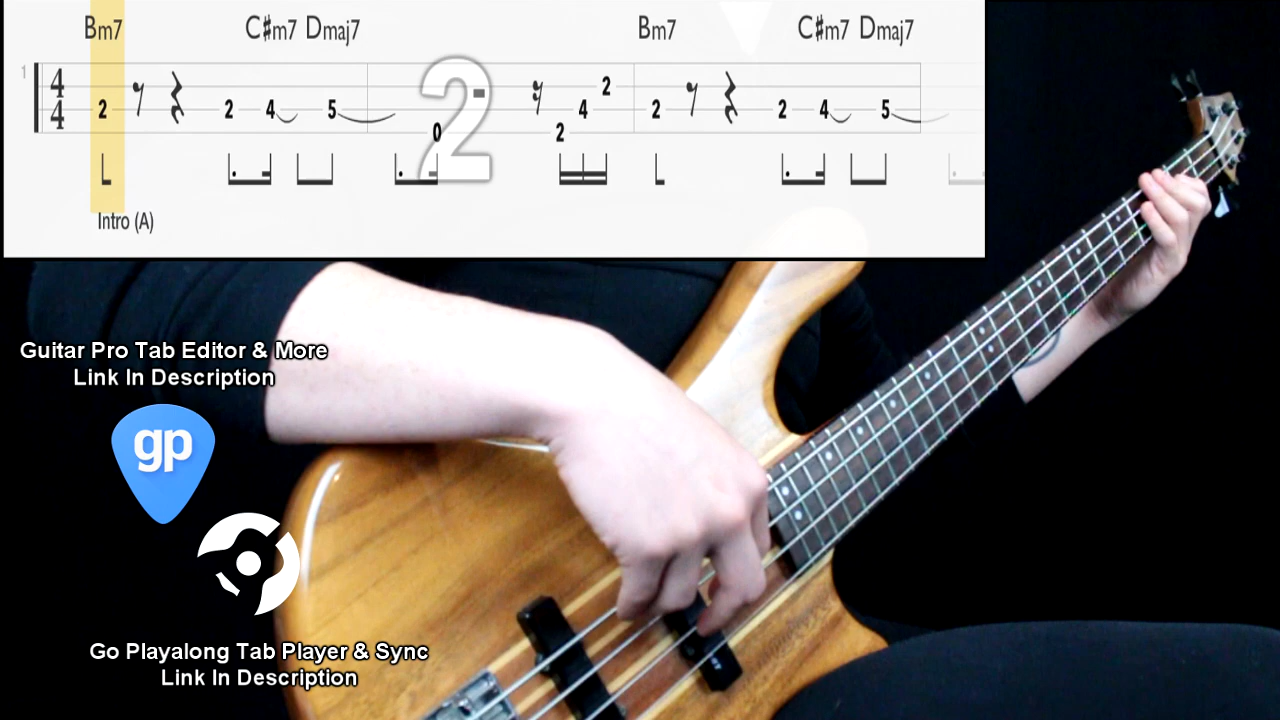 Bm7 C#m7 Dmaj7 Bm7 C#m7 Dmaj7
1
4 4
2 2 4 5 0 2 4 2 2 2 4 5
2
Intro (A)
Guitar Pro Tab Editor & More
Link In Description
gp
Go Playalong Tab Player & Sync
Link In Description